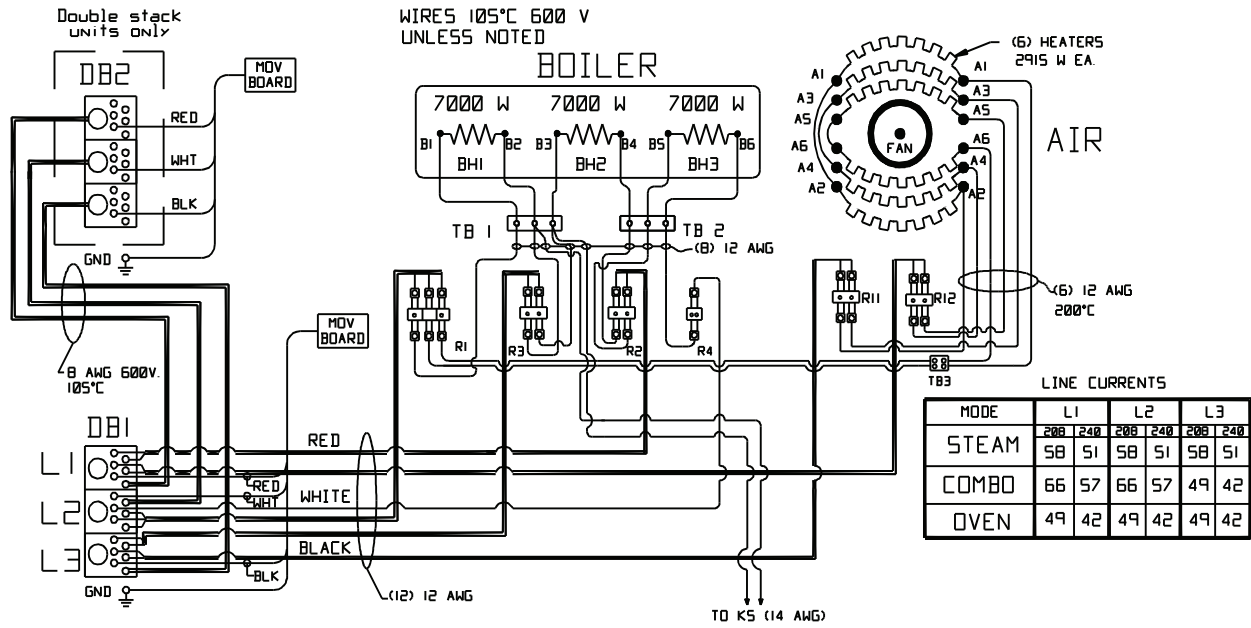 Double stack
units only
WIRES 105°C 600 V
UNLESS NOTED
(6) HEATERS
2915 W EA.
DB2
MOV
BOARD
BOILER
A1
A1
7000 W
7000 W
7000 W
A3
A3
A5
A5
RED
AIR
B1
B2
B3
B4
B5
B6
FAN
A6
A6
WHT
BH1
BH2
BH3
A4
A4
A2
A2
BLK
TB 1
TB 2
(8) 12 AWG
GND
(6) 12 AWG
200°C
R11
R12
MOV
BOARD
R1
R3
R2
R4
8 AWG 600V.
105°C
TB3
LINE CURRENTS
MODE L1 L2 L3
208 240 208 240 208 240
STEAM 58 51 58 51 58 51
COMBO 66 57 66 57 49 42
OVEN 49 42 49 42 49 42
DB1
RED
L1
RED
WHT
WHITE
L2
BLACK
L3
BLK
GND
(12) 12 AWG
TO K5 (14 AWG)